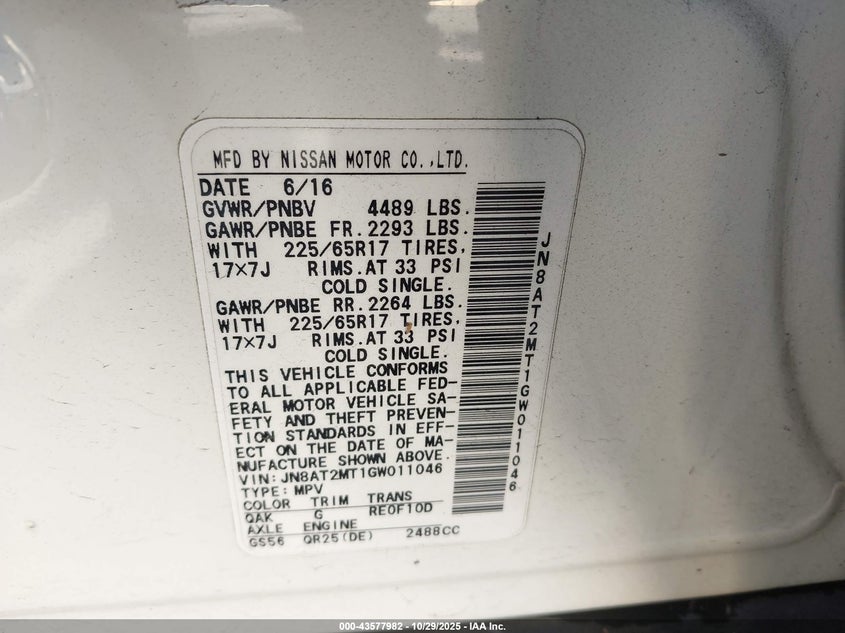 MFD BY NISSAN MOTOR CO.,LTD.
DATE 6/16
GVWR/PNBV 4489 LBS.
GAWR/PNBE FR.2293 LBS.
WITH 225/65R17 TIRES,
17×7J RIMS.AT 33 PSI
COLD SINGLE.
GAWR/PNBE RR.2264 LBS.
WITH 225/65R17 TIRES,
17×7J RIMS.AT 33 PSI
COLD SINGLE.
THIS VEHICLE CONFORMS
TO ALL APPLICABLE FED-
ERAL MOTOR VEHICLE SA-
FETY AND THEFT PREVEN-
TION STANDARDS IN EFF-
ECT ON THE DATE OF MA-
NUFACTURE SHOWN ABOVE.
VIN:JN8AT2MT1GW011046
TYPE:MPV
COLOR TRIM TRANS
QAK G RE0F10D
AXLE ENGINE
GS56 QR25(DE) 2488CC
JN8AT2MT1GW011046
000-43577982 - 10/29/2025 - IAA Inc.